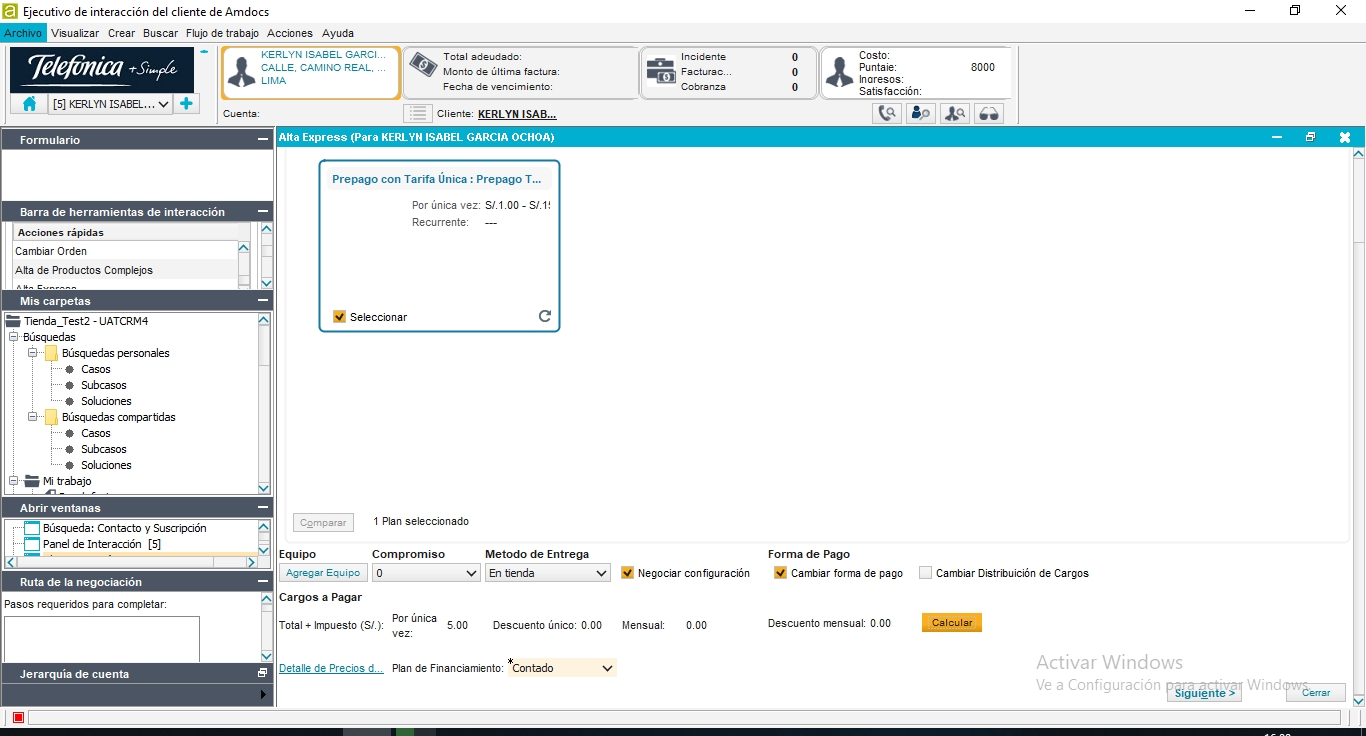 Ejecutivo de interacción del cliente de Amdocs
Archivo Visualizar Crear Buscar Flujo de trabajo Acciones Ayuda
Telefónica +Simple
[5] KERLYN ISABEL...
KERLYN ISABEL GARCI...
CALLE, CAMINO REAL, ...
LIMA
Total adeudado:
Monto de última factura:
Fecha de vencimiento:
Incidente 0
Facturac... 0
Cobranza 0
Costo:
Puntaje: 8000
Ingresos:
Satisfacción:
Cuenta:
Cliente: KERLYN ISAB...
Formulario
Barra de herramientas de interacción
Acciones rápidas
Cambiar Orden
Alta de Productos Complejos
Alta Express
Mis carpetas
Tienda_Test2 - UATCRM4
Búsquedas
Búsquedas personales
Casos
Subcasos
Soluciones
Búsquedas compartidas
Casos
Subcasos
Soluciones
Mi trabajo
Abrir ventanas
Búsqueda: Contacto y Suscripción
Panel de Interacción [5]
Ruta de la negociación
Pasos requeridos para completar:
Jerarquía de cuenta
Alta Express (Para KERLYN ISABEL GARCIA OCHOA)
Prepago con Tarifa Única : Prepago T...
Por única vez: S/.1.00 - S/.15
Recurrente: ---
Seleccionar
Comparar
1 Plan seleccionado
Equipo Compromiso Metodo de Entrega Forma de Pago
Agregar Equipo 0 En tienda Negociar configuración Cambiar forma de pago Cambiar Distribuición de Cargos
Cargos a Pagar
Total + Impuesto (S/.): Por única vez: 5.00 Descuento único: 0.00 Mensual: 0.00 Descuento mensual: 0.00 Calcular
Detalle de Precios d... Plan de Financiamiento: *Contado
Activar Windows
Ve a Configuración para activar Windows.
Siguiente > Cerrar